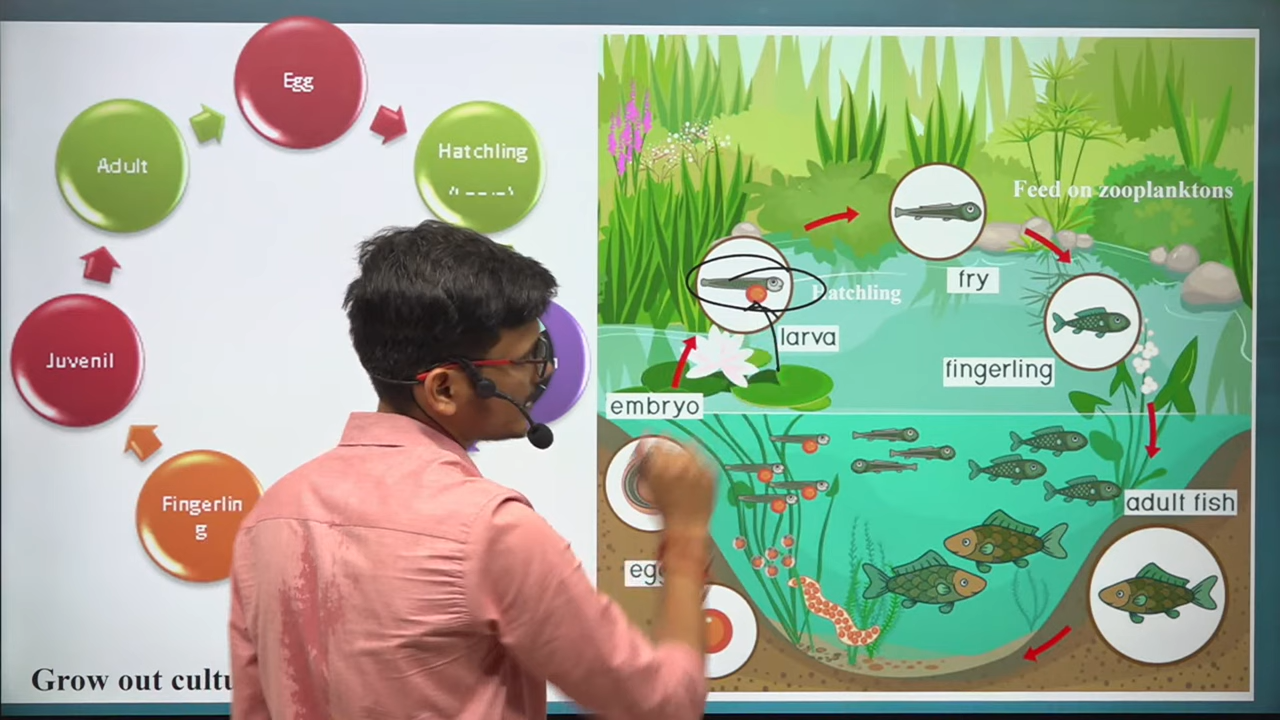 Egg
Hatchling
Adult
Juvenil
Fingerlin
g
Grow out cultu
Feed on zooplanktons
fry
Hatchling
larva
fingerling
embryo
adult fish
egg